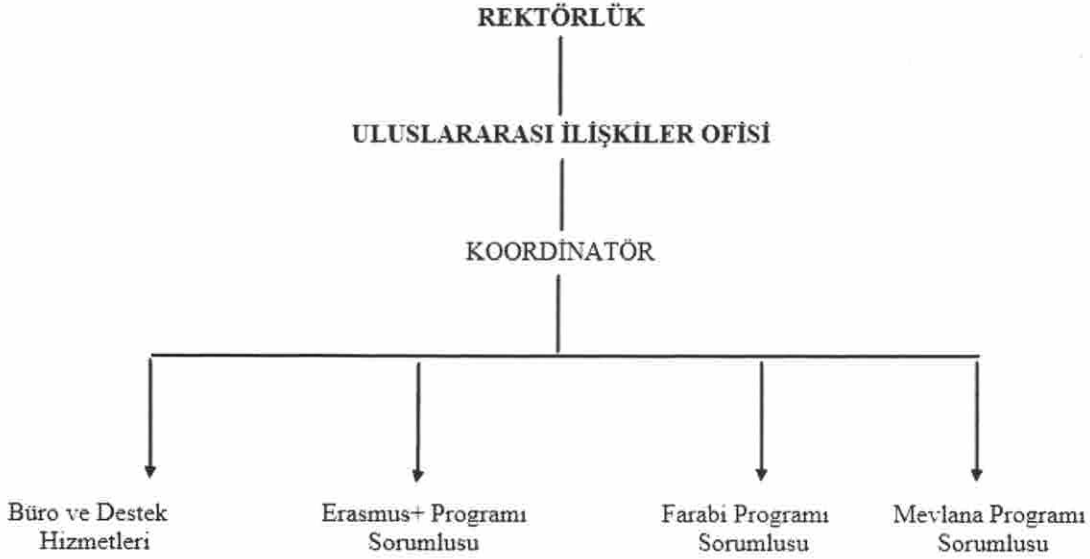 REKTÖRLÜK
ULUSLARARASI İLİŞKİLER OFİSİ
KOORDİNATÖR
Büro ve Destek
Hizmetleri
Erasmus+ Programı
Sorumlusu
Farabi Programı
Sorumlusu
Mevlana Programı
Sorumlusu